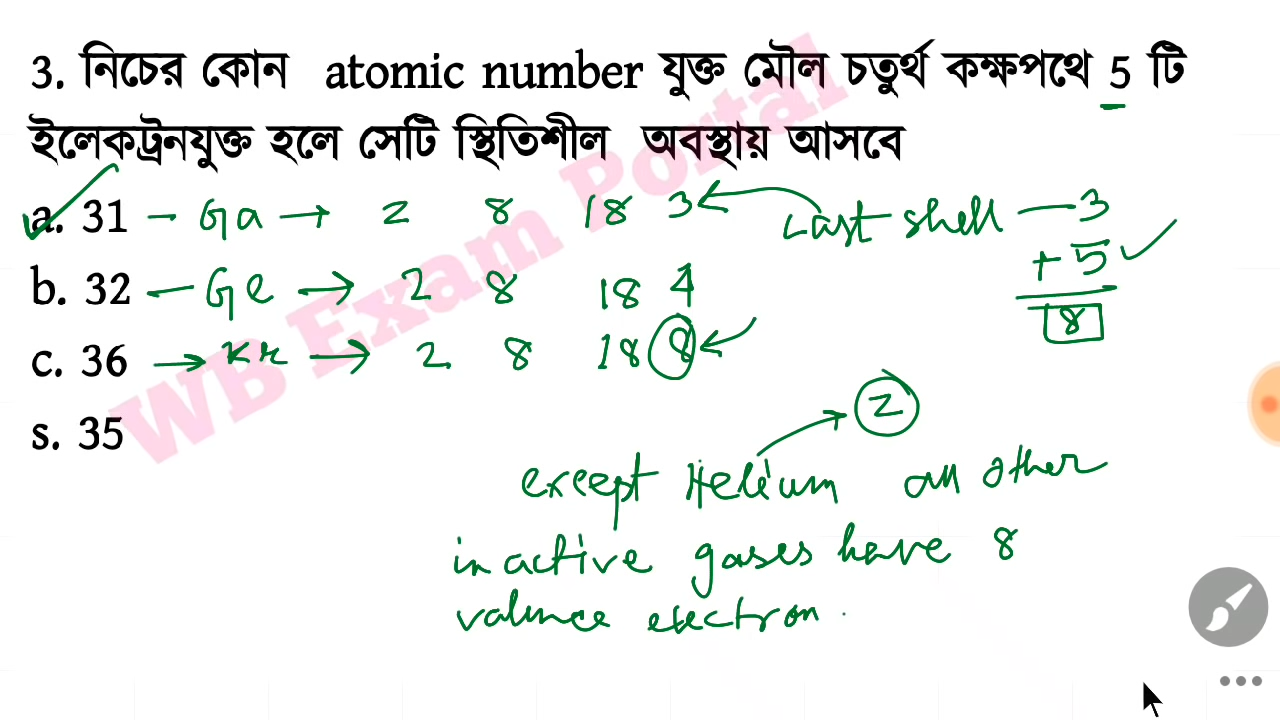 3. নিচের কোন atomic number যুক্ত মৌল চতুর্থ কক্ষপথে 5 টি
ইলেকট্রনযুক্ত হলে সেটি স্থিতিশীল অবস্থায় আসবে
a. 31 – Ga → 2 8 18 3 ← Last shell — 3
+ 5 ✓
b. 32 — Ge → 2 8 18 4
8
c. 36 → Kr → 2 8 18 8 ←
2
s. 35
except Helium all other
inactive gases have 8
valence electron .
WB Exam Portal